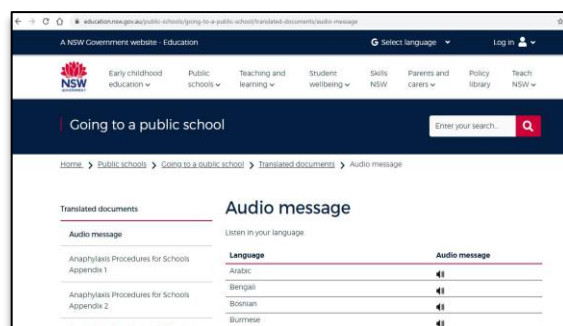 education.nsw.gov.au/public-schools/going-to-a-public-school/translated-documents/audio-message
A NSW Government website - Education
G Select language
Log in
NSW
GOVERNMENT
Early childhood education
Public schools
Teaching and learning
Student wellbeing
Skills NSW
Parents and carers
Policy library
Teach NSW
Going to a public school
Enter your search..
Home > Public schools > Going to a public school > Translated documents > Audio message
Translated documents
Audio message
Anaphylaxis Procedures for Schools
Appendix 1
Anaphylaxis Procedures for Schools
Appendix 2
Audio message
Listen in your language.
Language Audio message
Arabic
Bengali
Bosnian
Burmese